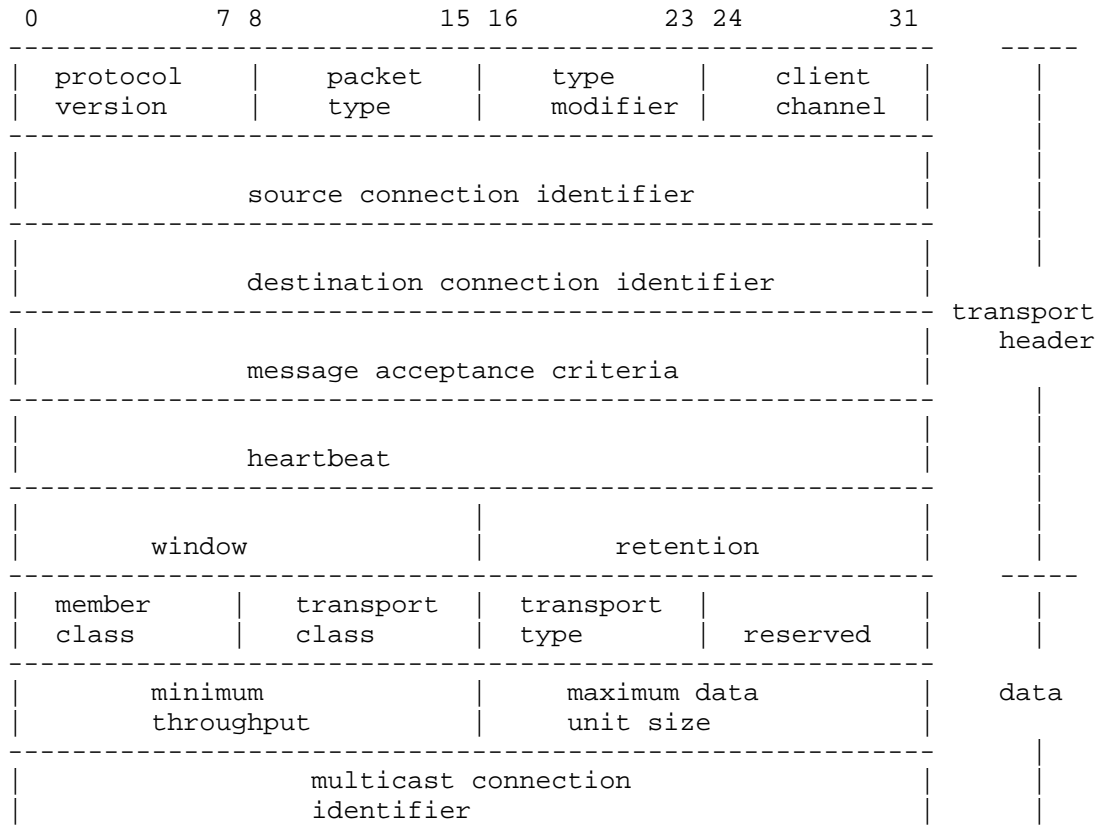 0 7 8 15 16 23 24 31
protocol packet type client
version type modifier channel
source connection identifier
destination connection identifier
transport
header
message acceptance criteria
heartbeat
window retention
member transport transport
class class type reserved
minimum maximum data data
throughput unit size
multicast connection
identifier